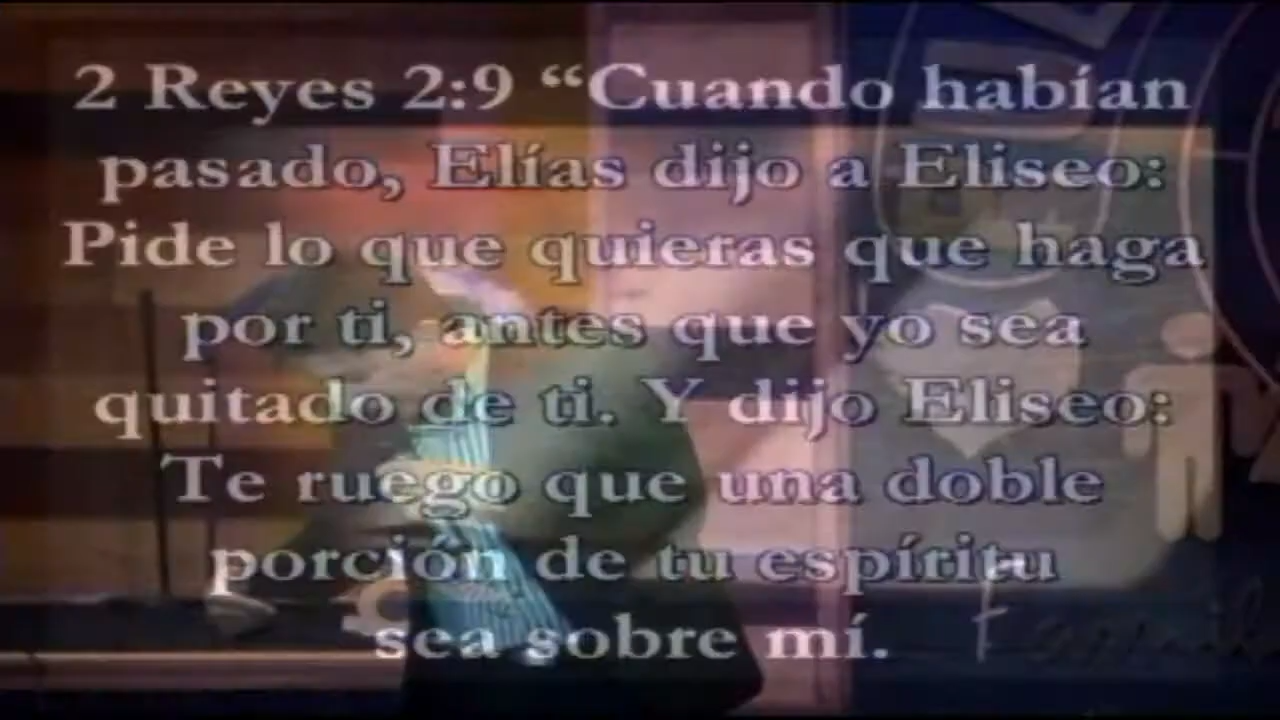 2 Reyes 2:9 “Cuando habían
pasado, Elías dijo a Eliseo:
Pide lo que quieras que haga
por ti, antes que yo sea
quitado de ti. Y dijo Eliseo:
Te ruego que una doble
porción de tu espíritu
sea sobre mí.